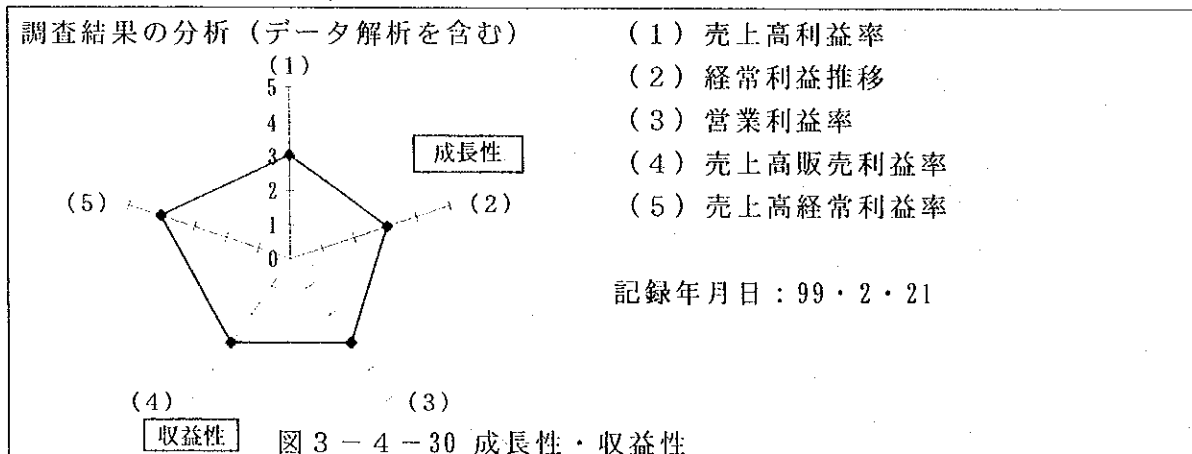 調査結果の分析(データ解析を含む)
(1)
5
4
3
2
1
0
成長性
(2)
(5)
(4)
(3)
収益性
図3-4-30 成長性・収益性
(1)売上高利益率
(2)経常利益推移
(3)営業利益率
(4)売上高販売利益率
(5)売上高経常利益率
記録年月日:99・2・21